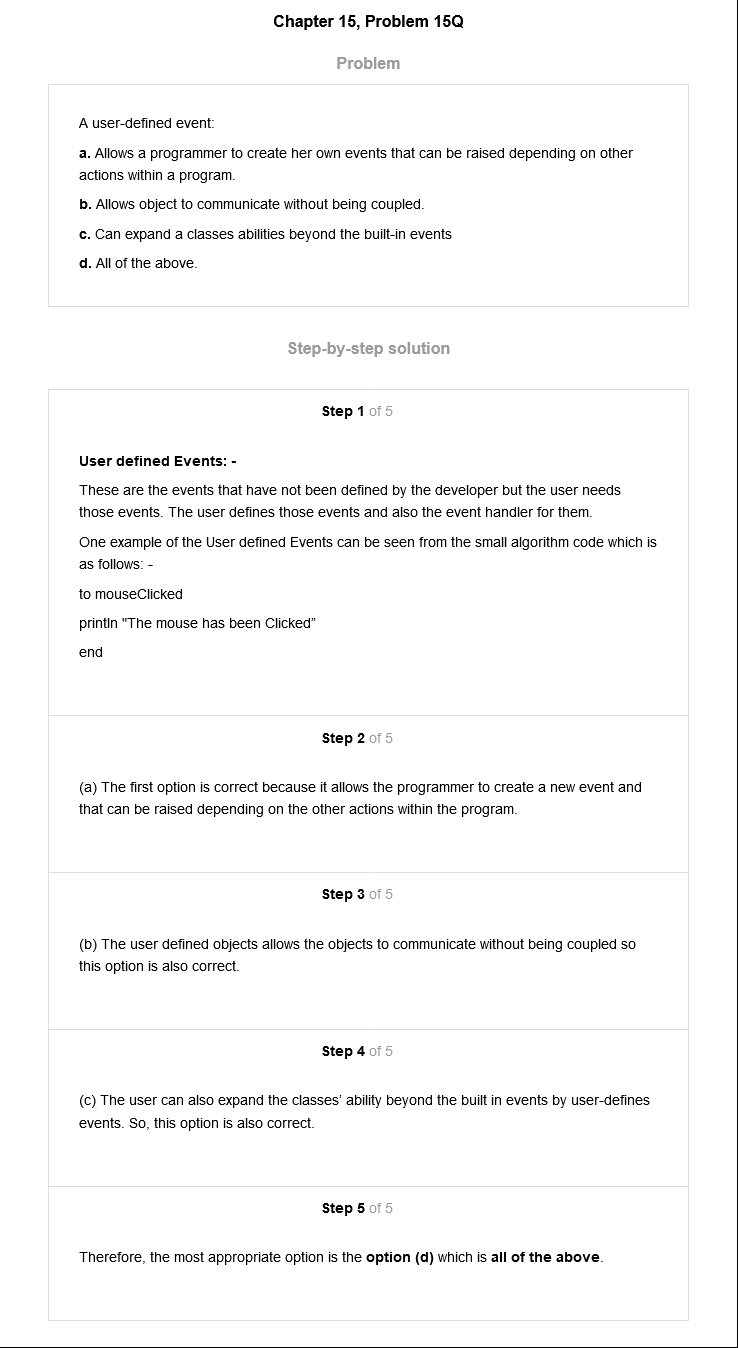 Chapter 15, Problem 15Q
Problem
A user-defined event:
a. Allows a programmer to create her own events that can be raised depending on other
actions within a program.
b. Allows object to communicate without being coupled.
c. Can expand a classes abilities beyond the built-in events
d. All of the above.
Step-by-step solution
Step 1 of 5
User defined Events: -
These are the events that have not been defined by the developer but the user needs
those events. The user defines those events and also the event handler for them.
One example of the User defined Events can be seen from the small algorithm code which is
as follows: -
to mouseClicked
println "The mouse has been Clicked”
end
Step 2 of 5
(a) The first option is correct because it allows the programmer to create a new event and
that can be raised depending on the other actions within the program.
Step 3 of 5
(b) The user defined objects allows the objects to communicate without being coupled so
this option is also correct.
Step 4 of 5
(c) The user can also expand the classes’ ability beyond the built in events by user-defines
events. So, this option is also correct.
Step 5 of 5
Therefore, the most appropriate option is the option (d) which is all of the above.